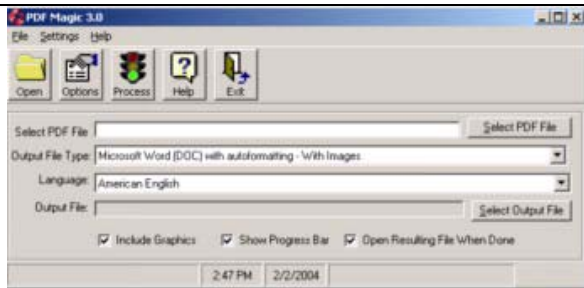 PDF Magic 3.0
File Settings Help
Open Options Process Help Exit
Select PDF File Select PDF File
Output File Type: Microsoft Word (DOC) with autoformatting - With Images
Language: American English
Output File: Select Output File
Include Graphics Show Progress Bar Open Resulting File When Done
2:47 PM 2/2/2004